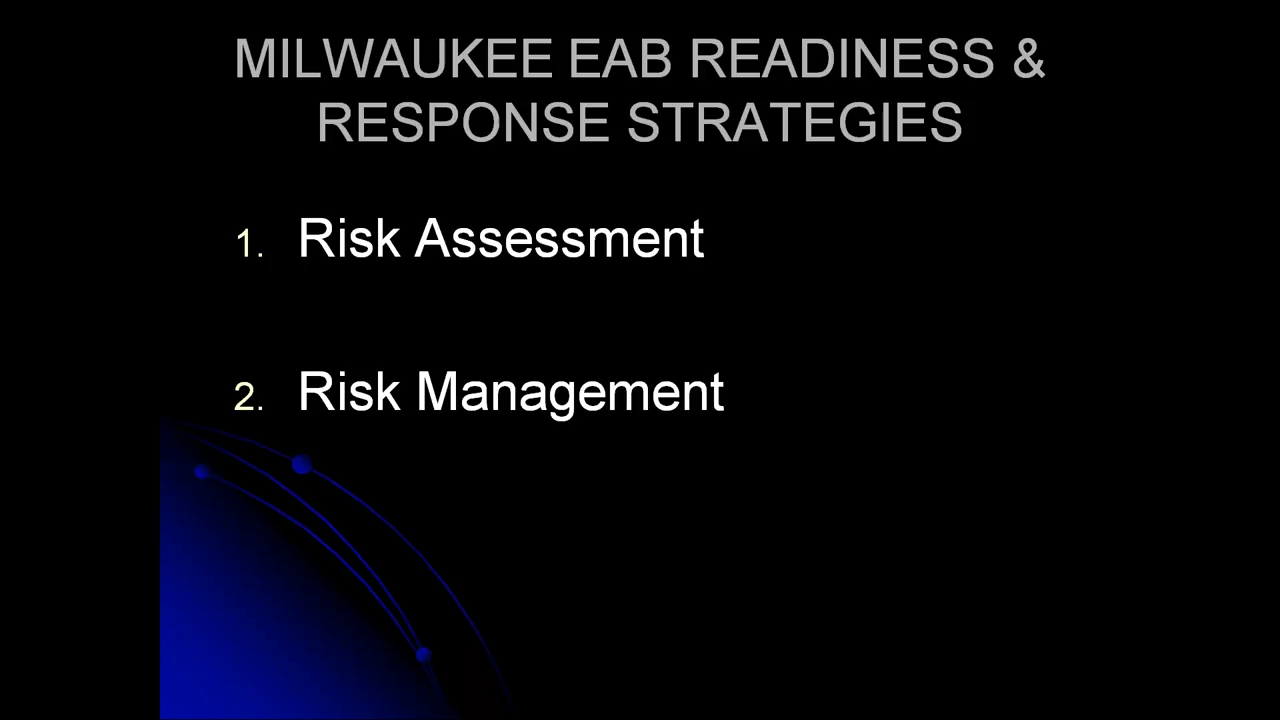 MILWAUKEE EAB READINESS &
RESPONSE STRATEGIES
1. Risk Assessment
2. Risk Management